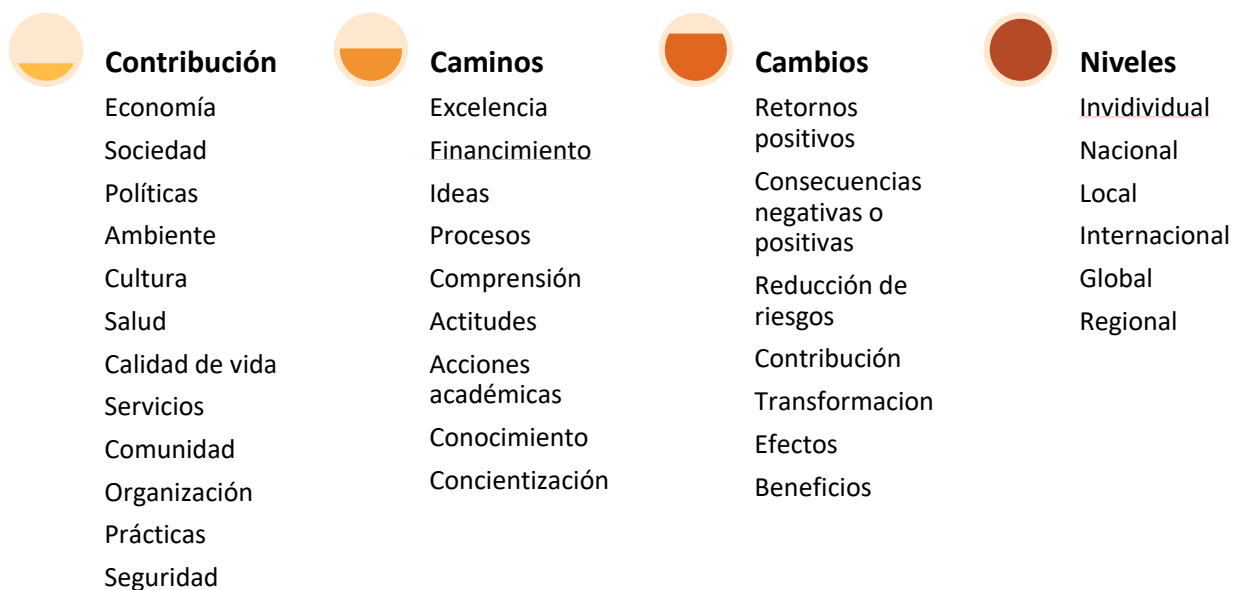 Contribución
Economía
Sociedad
Políticas
Ambiente
Cultura
Salud
Calidad de vida
Servicios
Comunidad
Organización
Prácticas
Seguridad
Caminos
Excelencia
Financimiento
Ideas
Procesos
Comprensión
Actitudes
Acciones
académicas
Conocimiento
Concientización
Cambios
Retornos
positivos
Consecuencias
negativas o
positivas
Reducción de
riesgos
Contribución
Transformacion
Efectos
Beneficios
Niveles
Invidividual
Nacional
Local
Internacional
Global
Regional